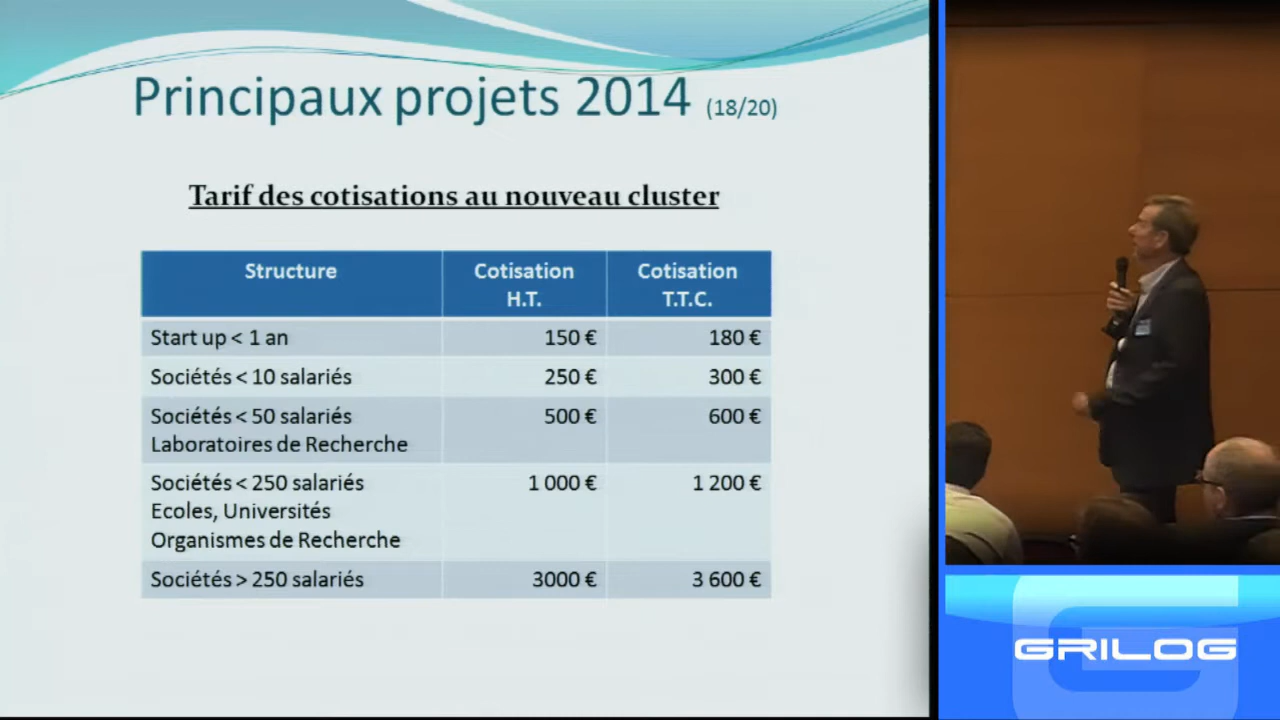 Principaux projets 2014 (18/20)
Tarif des cotisations au nouveau cluster
Structure
Cotisation
H.T.
Cotisation
T.T.C.
Start up < 1 an
150 €
180 €
Sociétés < 10 salariés
250 €
300 €
Sociétés < 50 salariés
Laboratoires de Recherche
500 €
600 €
Sociétés < 250 salariés
Ecoles, Universités
Organismes de Recherche
1 000 €
1 200 €
Sociétés > 250 salariés
3000 €
3 600 €
GRILOG